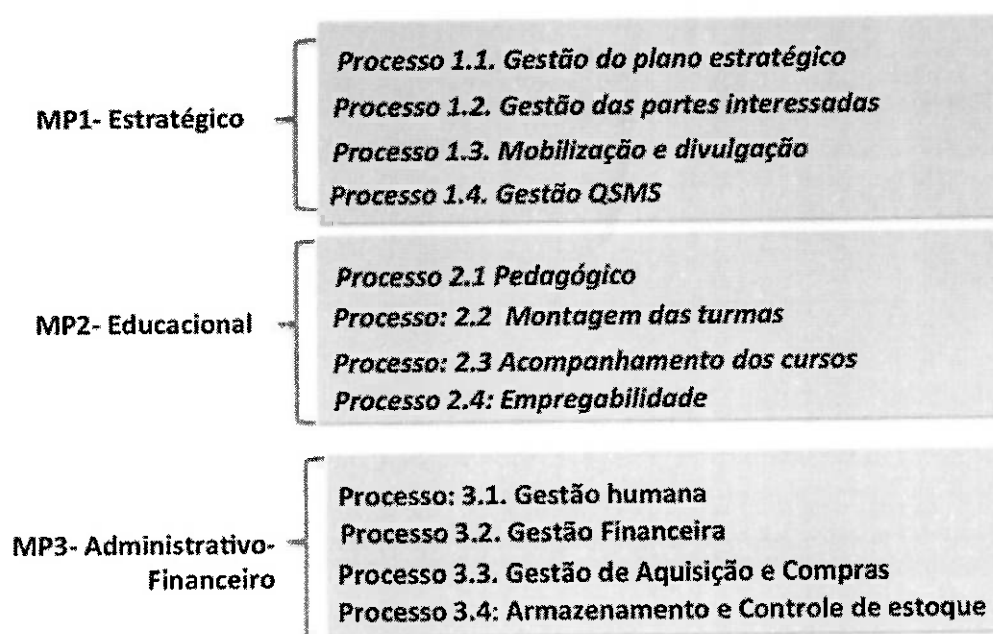 MP1- Estratégico
Processo 1.1. Gestão do plano estratégico
Processo 1.2. Gestão das partes interessadas
Processo 1.3. Mobilização e divulgação
Processo 1.4. Gestão QSMS
MP2- Educacional
Processo 2.1 Pedagógico
Processo: 2.2 Montagem das turmas
Processo: 2.3 Acompanhamento dos cursos
Processo 2.4: Empregabilidade
MP3- Administrativo-
Financeiro
Processo: 3.1. Gestão humana
Processo 3.2. Gestão Financeira
Processo 3.3. Gestão de Aquisição e Compras
Processo 3.4: Armazenamento e Controle de estoque